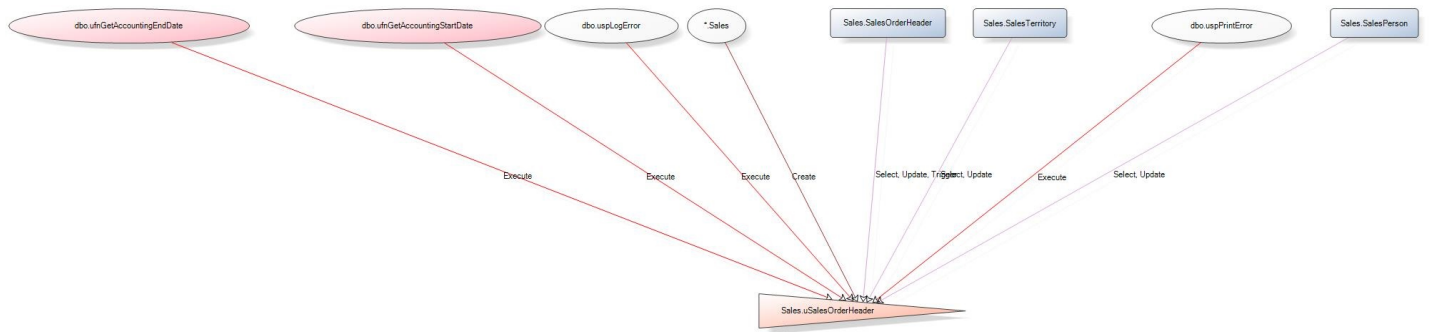 dbo.ufnGetAccountingEndDate
dbo.ufnGetAccountingStartDate
dbo.uspLogError
*.Sales
Sales.SalesOrderHeader
Sales.SalesTerritory
dbo.uspPrintError
Sales.SalesPerson
Execute
Execute
Execute
Create
Select, Update, Trigger
Select, Update
Execute
Select, Update
Sales.uSalesOrderHeader